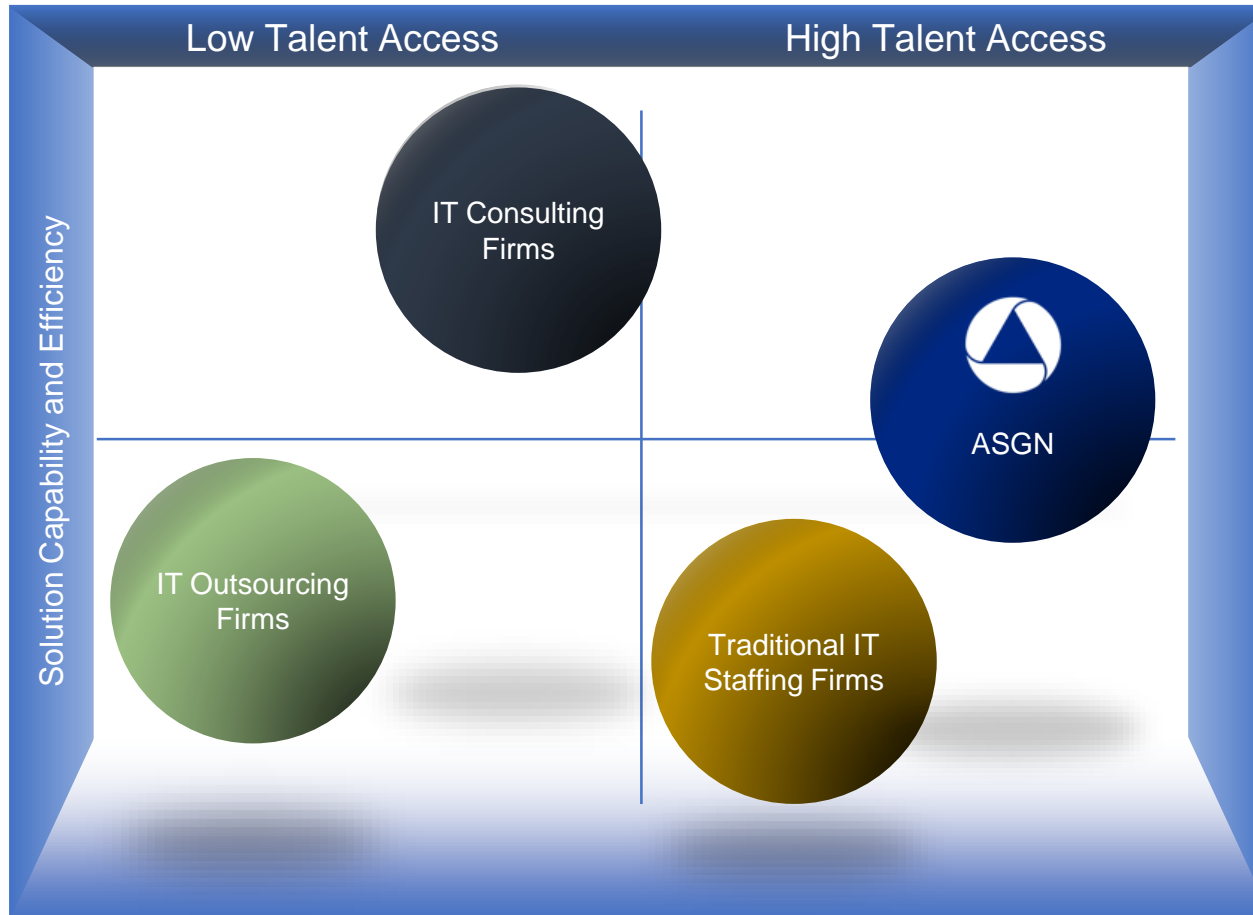 Low Talent Access
High Talent Access
Solution Capability and Efficiency
IT Consulting
Firms
ASGN
IT Outsourcing
Firms
Traditional IT
Staffing Firms